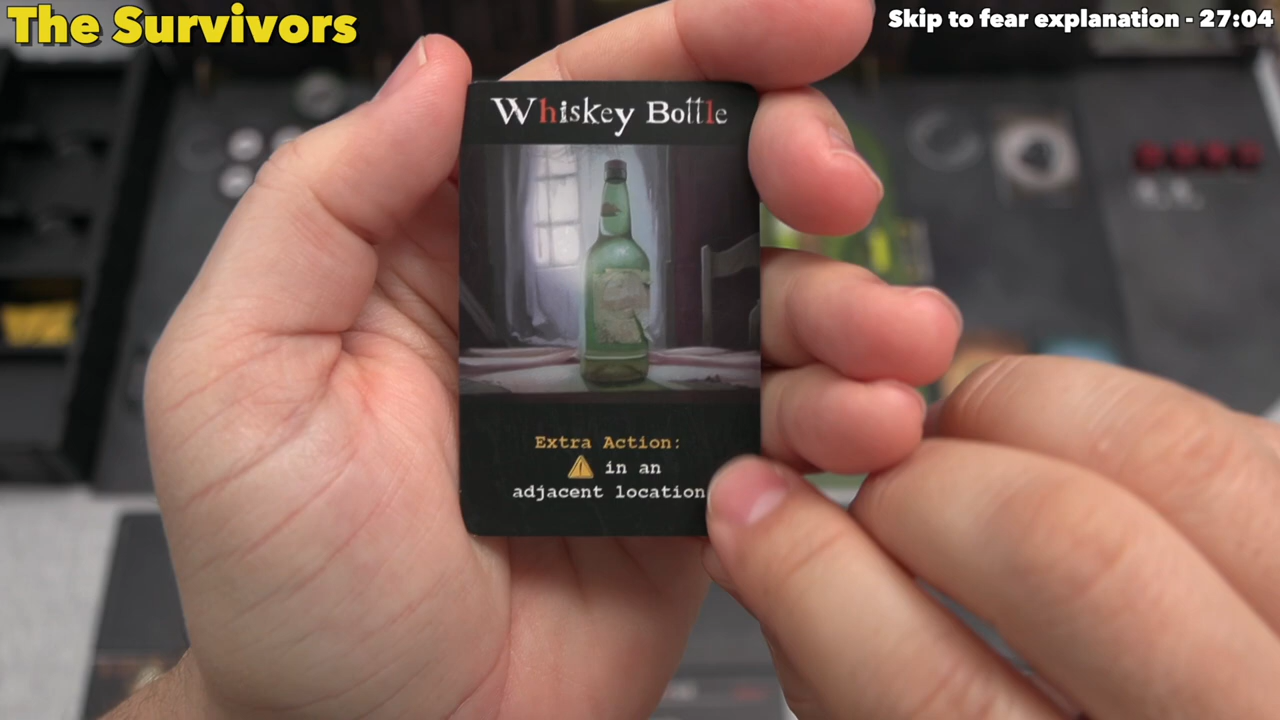 The Survivors
Skip to fear explanation - 27:04
Whiskey Bottle
Extra Action:
in an
adjacent location